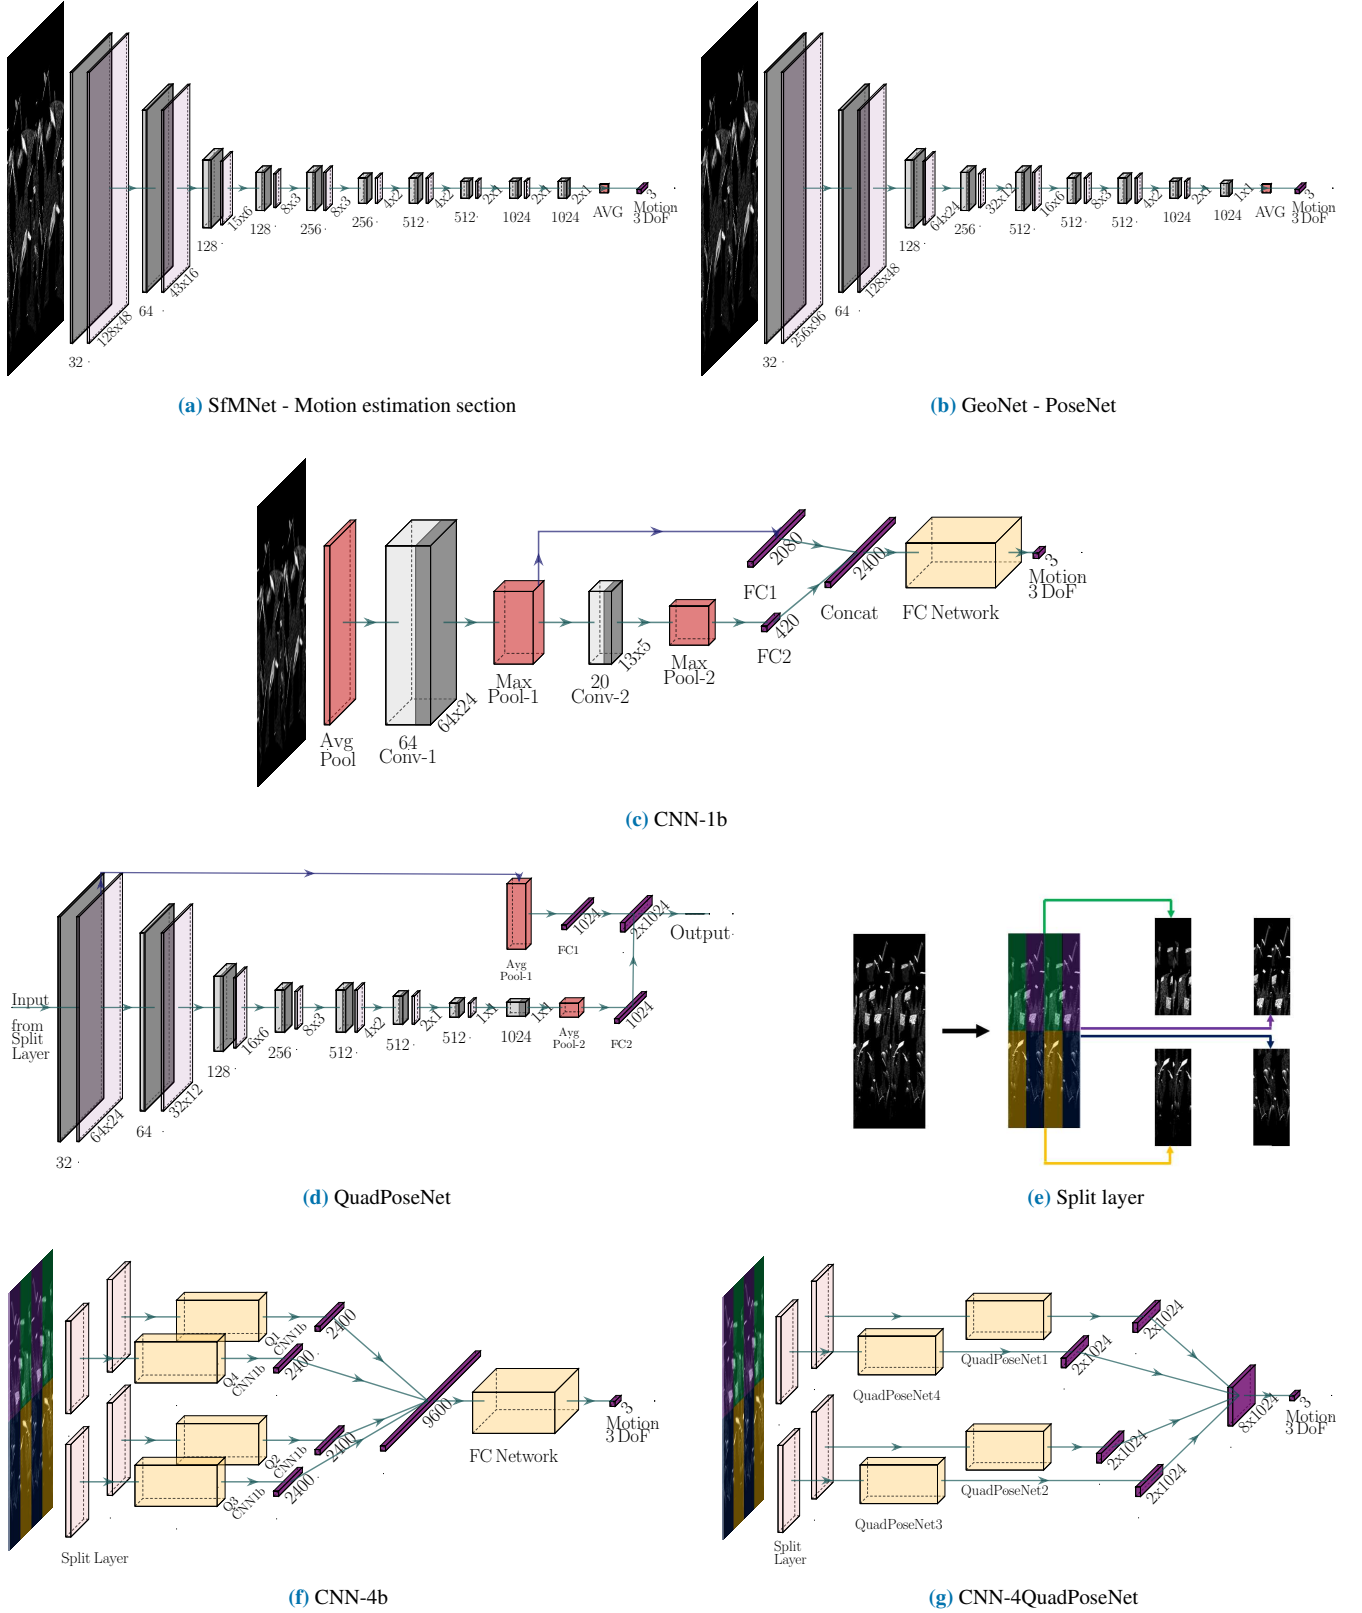 32
128x48
64
43x16
128
15x6
128
8x3
256
8x3
256
4x2
512
4x2
512
2x1
1024
2x1
1024
2x1
AVG
3
Motion
3 DoF
(a) SfMNet - Motion estimation section
32
256x96
64
128x48
128
64x24
256
32x12
512
16x6
512
8x3
512
4x2
1024
2x1
1024
1x1
AVG
3
Motion
3 DoF
(b) GeoNet - PoseNet
Avg
Pool
64
Conv-1
64x24
Max
Pool-1
20
Conv-2
13x5
Max
Pool-2
FC1
2080
FC2
420
Concat
2400
FC Network
3
Motion
3 DoF
(c) CNN-1b
Input
from
Split
Layer
32
64x24
64
32x12
128
16x6
256
8x3
512
4x2
512
2x1
512
1x1
1024
1x1
Avg
Pool-2
FC2
1024
Avg
Pool-1
FC1
1024
2x1024
Output
(d) QuadPoseNet
(e) Split layer
Split Layer
Q1
CNN1b
2400
Q4
CNN1b
2400
Q2
CNN1b
2400
Q3
CNN1b
2400
9600
FC Network
3
Motion
3 DoF
(f) CNN-4b
Split
Layer
QuadPoseNet1
2x1024
QuadPoseNet4
2x1024
QuadPoseNet2
2x1024
QuadPoseNet3
2x1024
8x1024
3
Motion
3 DoF
(g) CNN-4QuadPoseNet